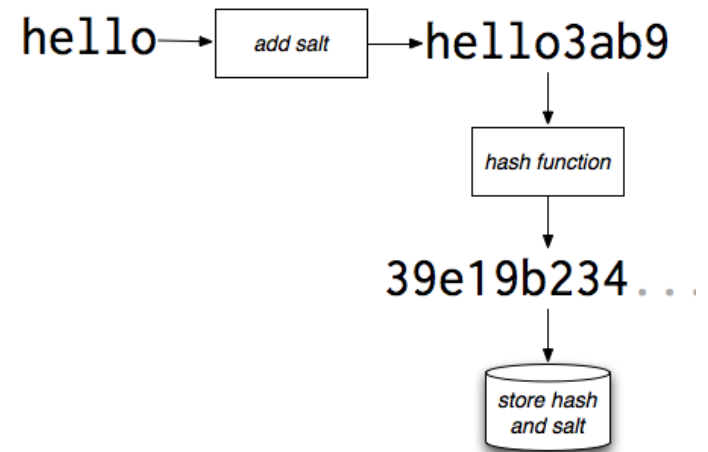 hello
add salt
hello3ab9
hash function
39e19b234...
store hash
and salt